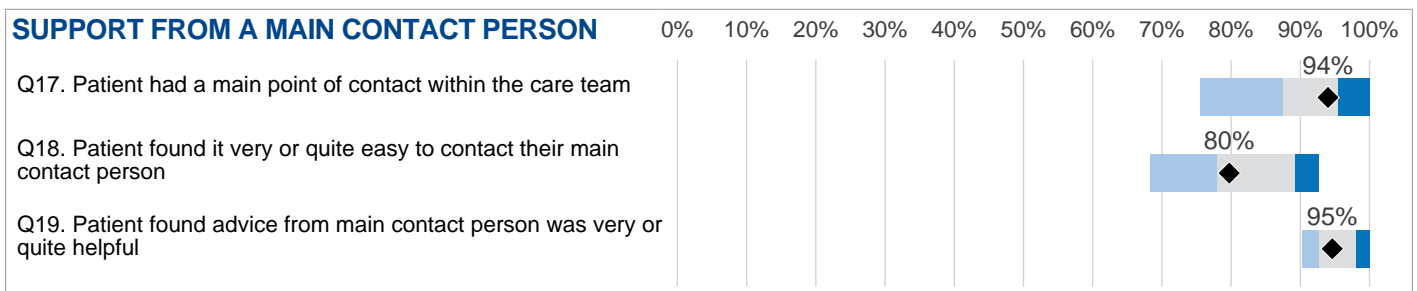 SUPPORT FROM A MAIN CONTACT PERSON 0% 10% 20% 30% 40% 50% 60% 70% 80% 90% 100%
94%
Q17. Patient had a main point of contact within the care team
80%
Q18. Patient found it very or quite easy to contact their main
contact person
95%
Q19. Patient found advice from main contact person was very or
quite helpful